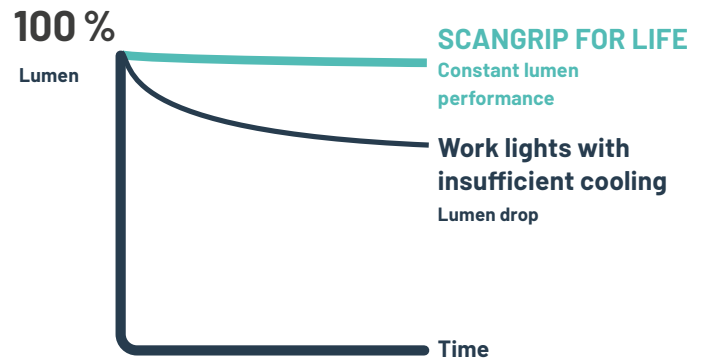 100 %
Lumen
SCANGRIP FOR LIFE
Constant lumen
performance
Work lights with
insufficient cooling
Lumen drop
Time